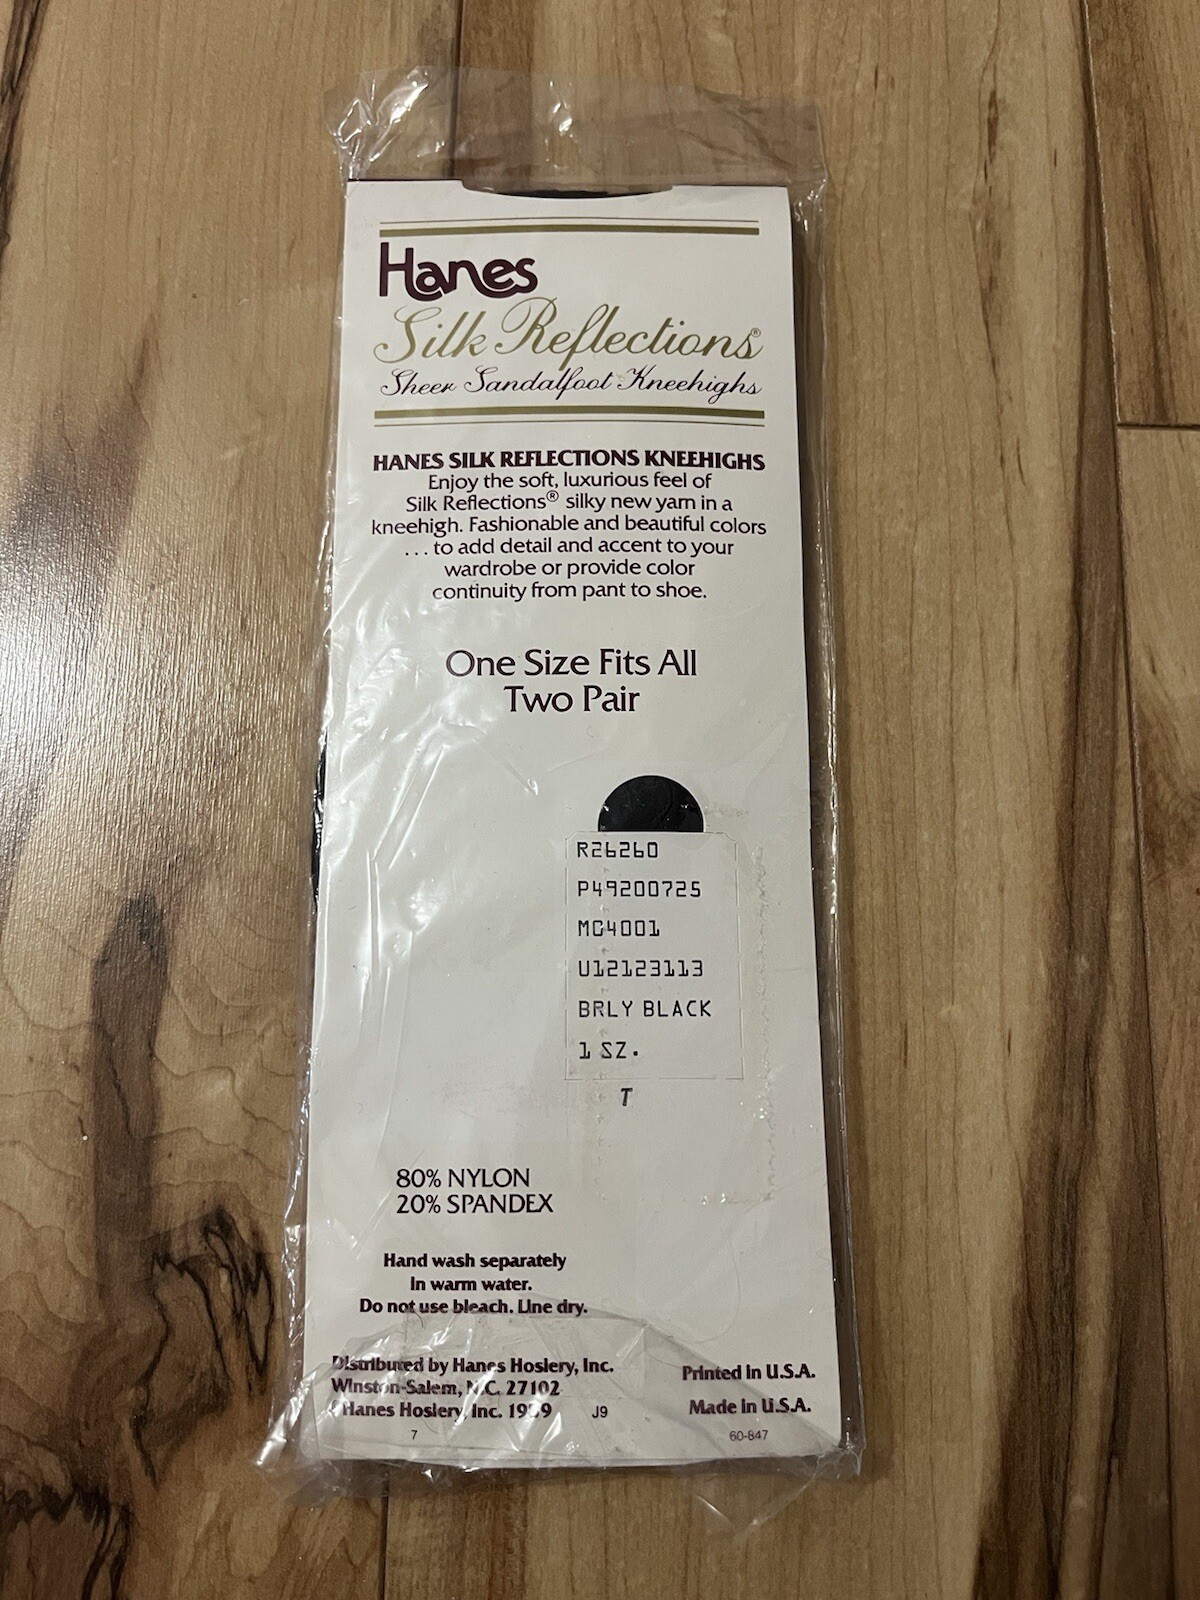 Hanes
Silk Reflections®
Sheer Sandalfoot Kneehighs
HANES SILK REFLECTIONS KNEEHIGHS
Enjoy the soft, luxurious feel of
Silk Reflections® silky new yarn in a
kneehigh. Fashionable and beautiful colors
... to add detail and accent to your
wardrobe or provide color
continuity from pant to shoe.
One Size Fits All
Two Pair
R26260
P49200725
MC4001
U12123113
BRLY BLACK
1 SZ.
T
80% NYLON
20% SPANDEX
Hand wash separately
in warm water.
Do not use bleach. Line dry.
Distributed by Hanes Hosiery, Inc.
Winston-Salem, N.C. 27102
Hanes Hosiery, Inc. 1989 J9
7
Printed in U.S.A.
Made in U.S.A.
60-847